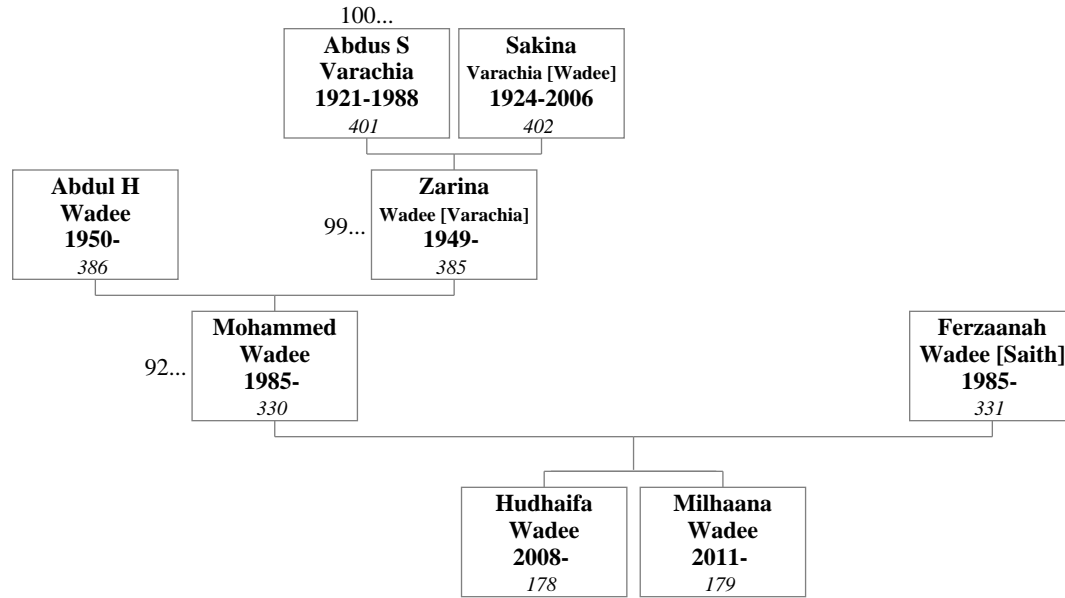 100...
Abdus S
Varachia
1921-1988
401
Sakina
Varachia [Wadee]
1924-2006
402
Abdul H
Wadee
1950-
386
99...
Zarina
Wadee [Varachia]
1949-
385
92...
Mohammed
Wadee
1985-
330
Ferzaanah
Wadee [Saith]
1985-
331
Hudhaifa
Wadee
2008-
178
Milhaana
Wadee
2011-
179